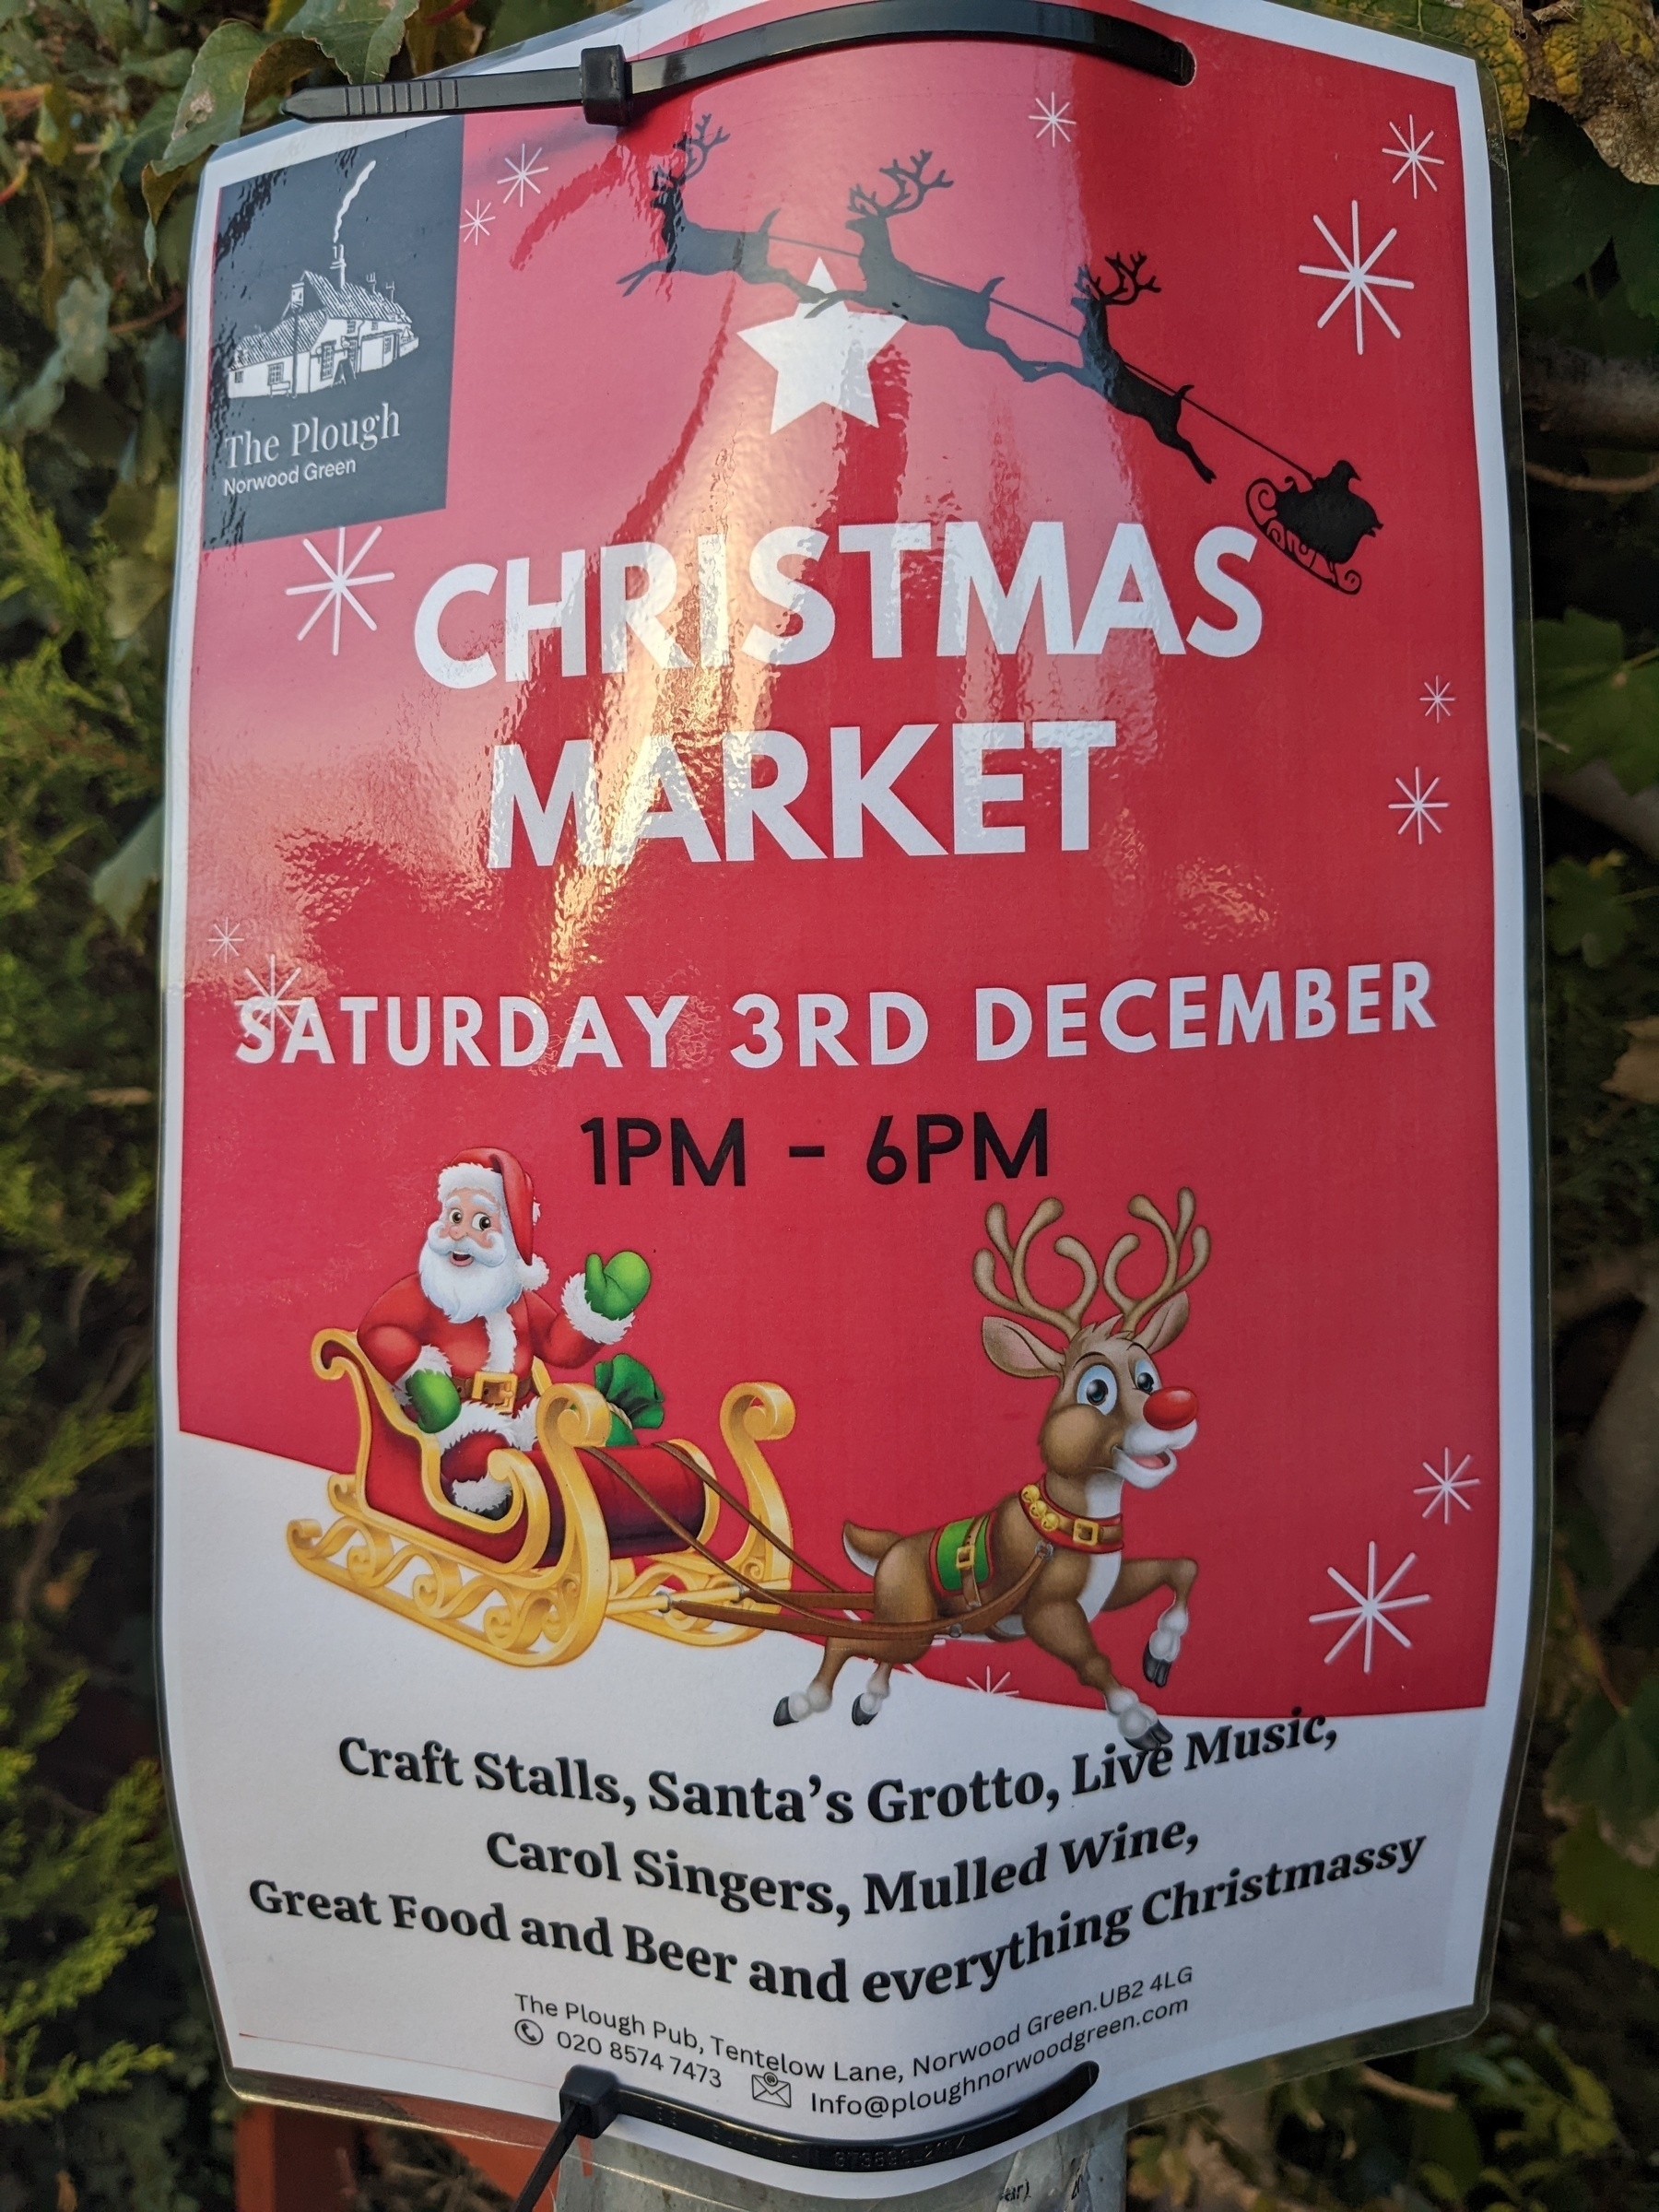 The Plough
Norwood Green
CHRISTMAS
MARKET
SATURDAY 3RD DECEMBER
1PM - 6PM
Craft Stalls, Santa's Grotto, Live Music,
Carol Singers, Mulled Wine,
Great Food and Beer and everything Christmassy
The Plough Pub, Tentelow Lane, Norwood Green.UB2 4LG
020 8574 7473 Info@ploughnorwoodgreen.com